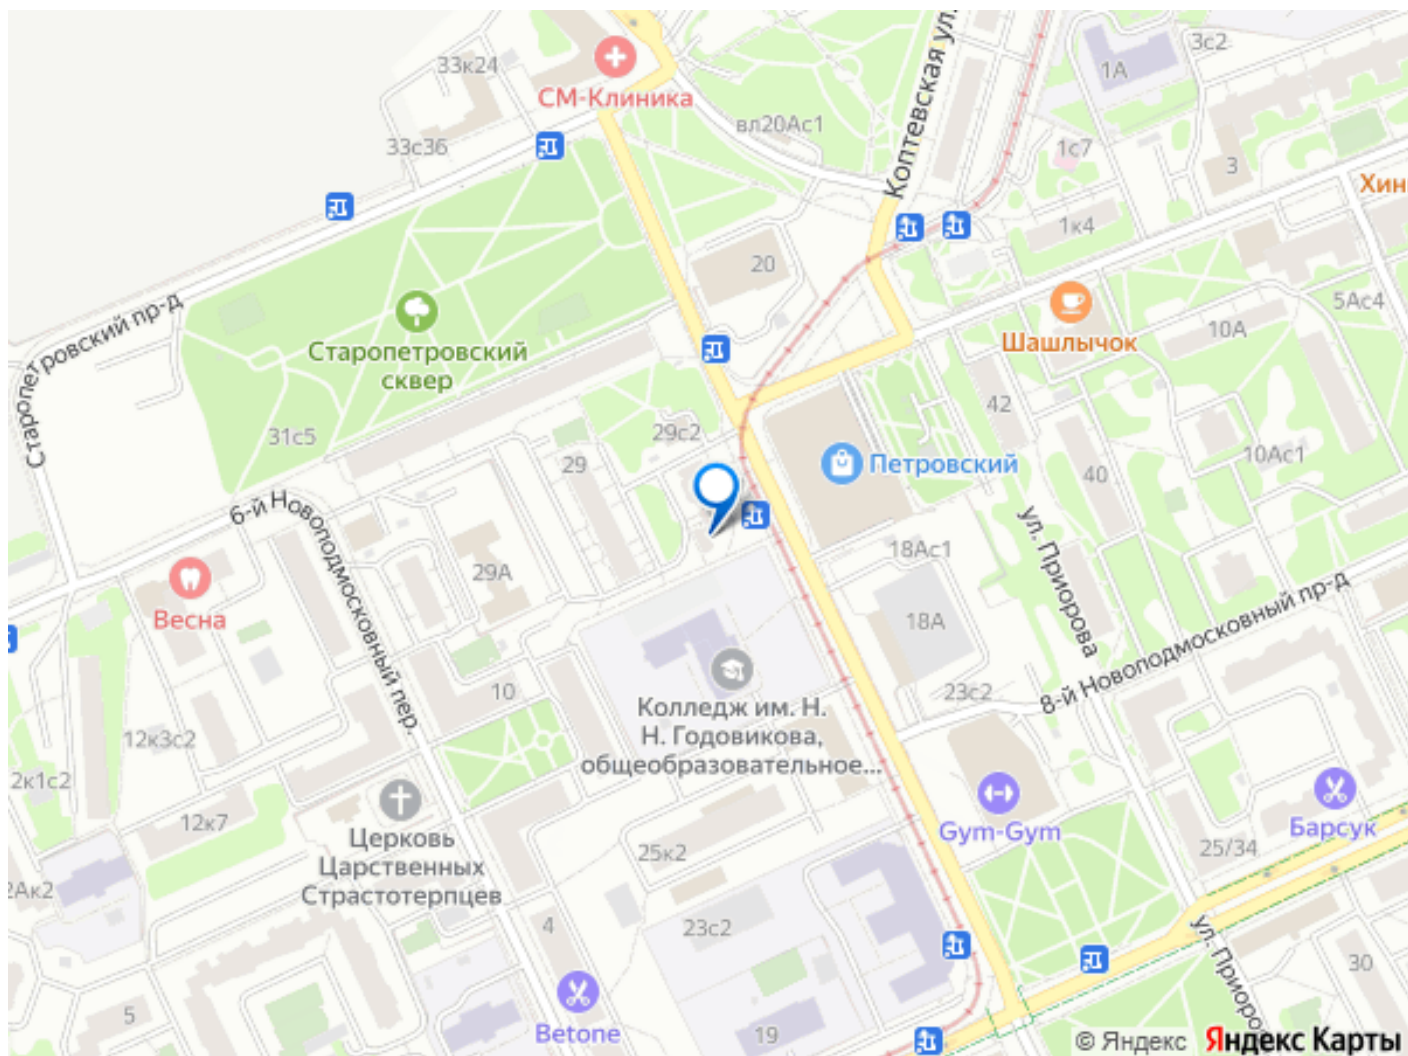 33к24
СМ-Клиника
33с36
вл20Ас1
Коптевская ул.
3с2
1А
1с7
3
Хин
1к4
20
5Ас4
10А
Шашлычок
Старопетровский пр-д
Старопетровский
сквер
42
31с5
29с2
29
Петровский
40
10Ас1
6-й Новоподмосковный пер.
ул. Приорова
18Ас1
29А
Весна
18А
8-й Новоподмосковный пр-д
10
23с2
Колледж им. Н.
Н. Годовикова,
общеобразовательное...
12к3с2
2к1с2
12к7
Церковь
Царственных
Страстотерпцев
Gym-Gym
Барсук
25/34
25к2
2Ак2
4
23с2
ул. Приоро
30
5
Betone
19
© Яндекс Яндекс Карты